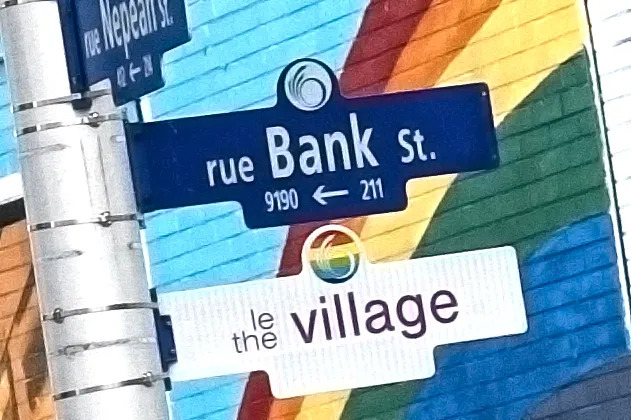 rue Nepean St.
rue Bank St.
9190 ← 211
le
the village